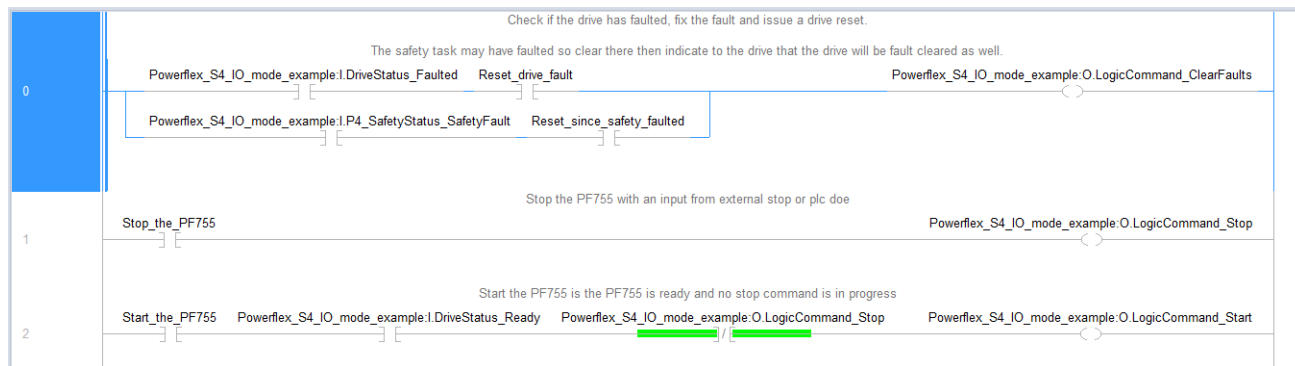 Check if the drive has faulted, fix the fault and issue a drive reset.
The safety task may have faulted so clear there then indicate to the drive that the drive will be fault cleared as well.
Powerflex_S4_IO_mode_example:I.DriveStatus_Faulted Reset_drive_fault Powerflex_S4_IO_mode_example:O.LogicCommand_ClearFaults
0
Powerflex_S4_IO_mode_example:I.P4_SafetyStatus_SafetyFault Reset_since_safety_faulted
Stop the PF755 with an input from external stop or plc doe
Stop_the_PF755 Powerflex_S4_IO_mode_example:O.LogicCommand_Stop
1
Start the PF755 is the PF755 is ready and no stop command is in progress
Start_the_PF755 Powerflex_S4_IO_mode_example:I.DriveStatus_Ready Powerflex_S4_IO_mode_example:O.LogicCommand_Stop Powerflex_S4_IO_mode_example:O.LogicCommand_Start
2